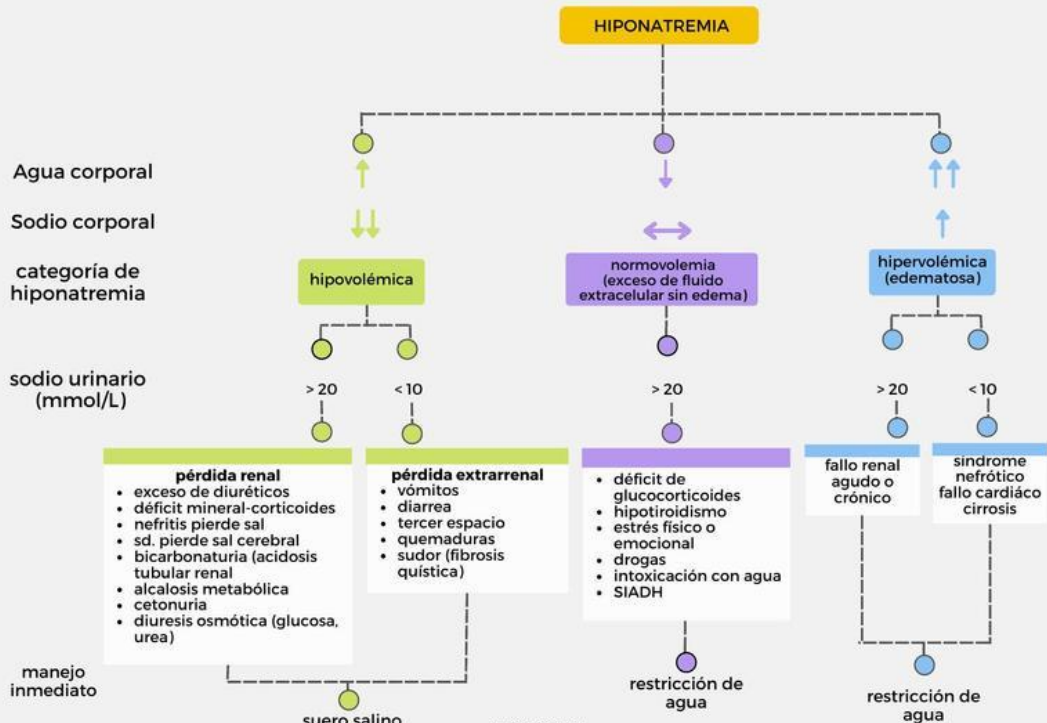 HIPONATREMIA
Agua corporal
Sodio corporal
categoría de
hiponatremia
hipovolémica
normovolemia
(exceso de fluido
extracelular sin edema)
hipervolémica
(edematosa)
sodio urinario
(mmol/L)
> 20
< 10
> 20
> 20
< 10
pérdida renal
• exceso de diuréticos
• déficit mineral-corticoides
• nefritis pierde sal
• sd. pierde sal cerebral
• bicarbonaturia (acidosis
tubular renal
• alcalosis metabólica
• cetonuria
• diuresis osmótica (glucosa,
urea)
pérdida extrarrenal
• vómitos
• diarrea
• tercer espacio
• quemaduras
• sudor (fibrosis
quística)
• déficit de
glucocorticoides
• hipotiroidismo
• estrés físico o
emocional
• drogas
• intoxicación con agua
• SIADH
fallo renal
agudo o
crónico
sindrome
nefrótico
fallo cardiáco
cirrosis
manejo
inmediato
suero salino
restricción de
agua
restricción de
agua